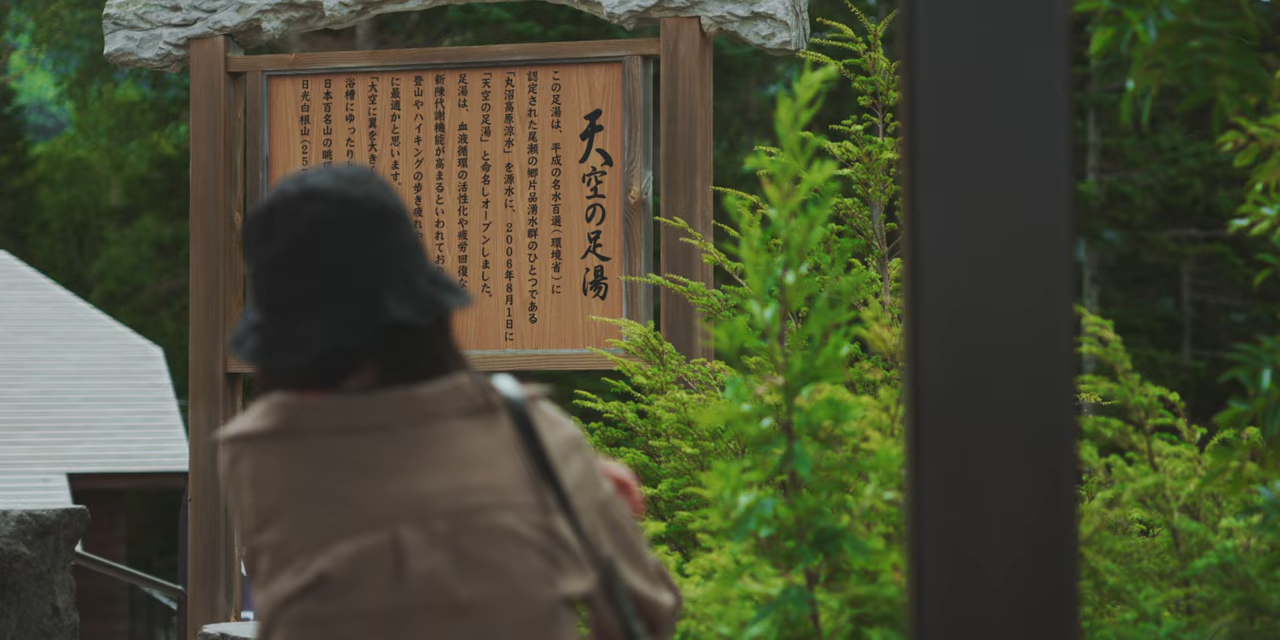 天空の足湯
この足湯は、平成の名水百選(環境省)に
認定された尾瀬の郷片品湧水群のひとつである
「丸沼高原涼水」を源水に、2006年8月1日に
「天空の足湯」と命名しオープンしました。
足湯は、血液循環の活性化や疲労回復な
新陳代謝機能が高まるといわれてお
登山やハイキングの歩き疲れ
に最適かと思います。
「大空に翼を大き
浴槽にゆったり
日本百名山の眺
日光白根山(25